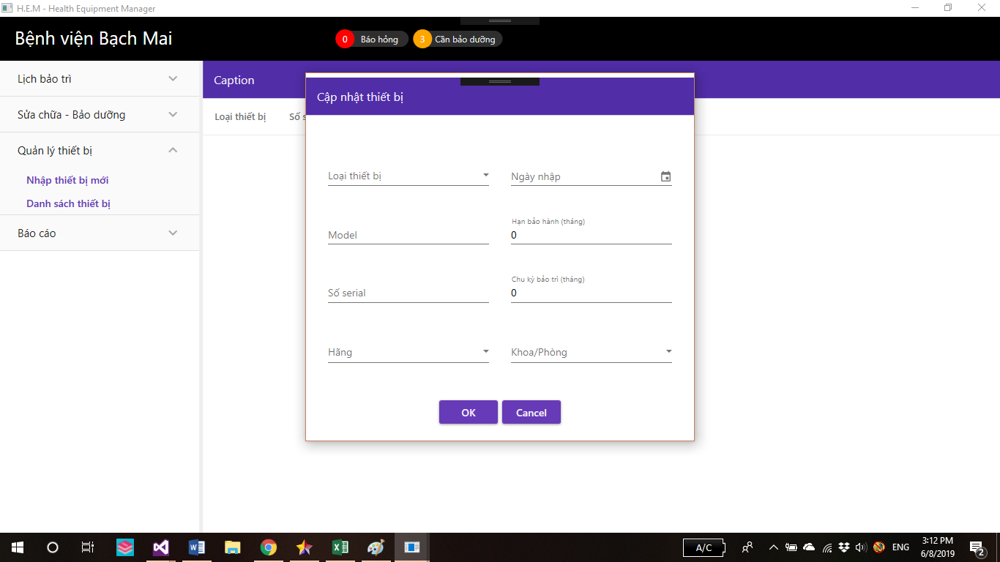 H.E.M - Health Equipment Manager
Bệnh viện Bạch Mai
0 Báo hỏng
3 Cần bảo dưỡng
Lịch bảo trì
Sửa chữa - Bảo dưỡng
Quản lý thiết bị
Nhập thiết bị mới
Danh sách thiết bị
Báo cáo
Caption
Loại thiết bị Số s
Cập nhật thiết bị
Loại thiết bị
Ngày nhập
Model
Hạn bảo hành (tháng)
0
Số serial
Chu kỳ bảo trì (tháng)
0
Hãng
Khoa/Phòng
OK Cancel
A/C
ENG
3:12 PM
6/8/2019
2